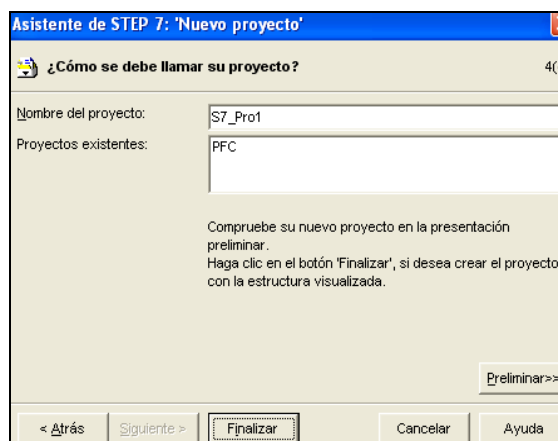 Asistente de STEP 7: 'Nuevo proyecto'
¿Cómo se debe llamar su proyecto?
4(
Nombre del proyecto:
S7_Pro1
Proyectos existentes:
PFC
Compruebe su nuevo proyecto en la presentación
preliminar.
Haga clic en el botón 'Finalizar', si desea crear el proyecto
con la estructura visualizada.
Preliminar>>
< Atrás
Siguiente >
Finalizar
Cancelar
Ayuda